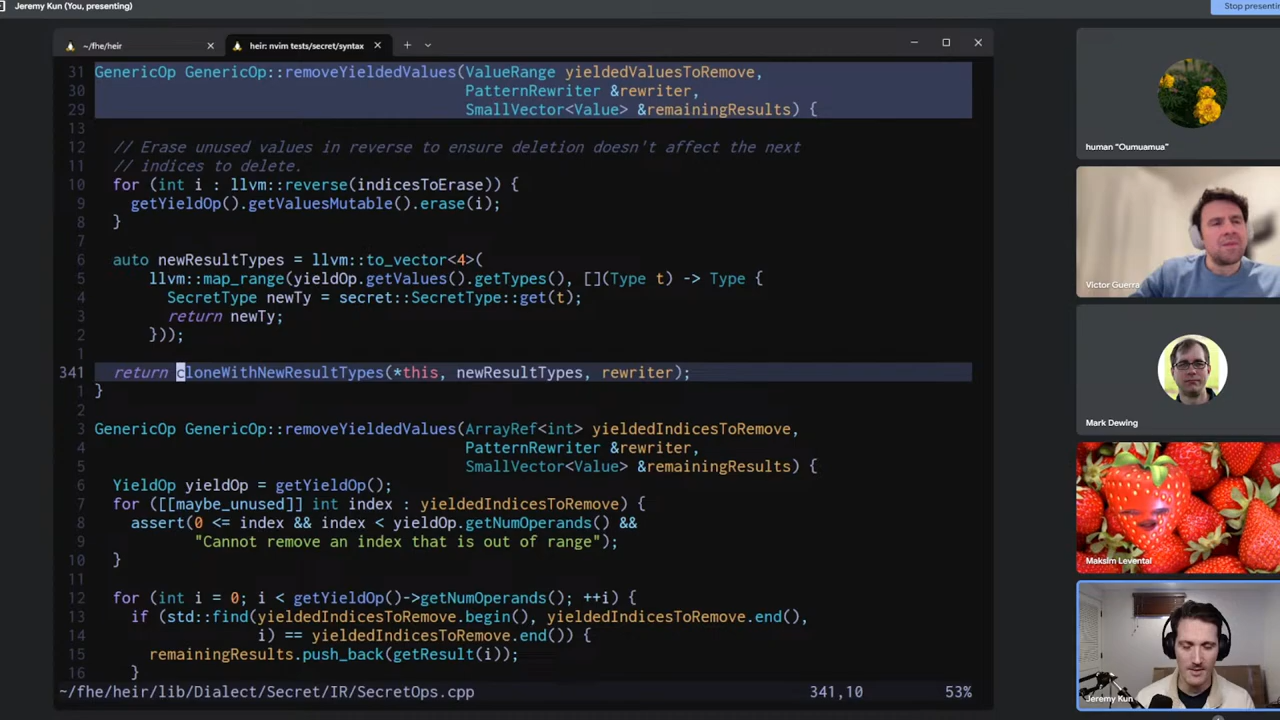 Jeremy Kun (You, presenting)
Stop presenting
~/fhe/heir
heir: nvim tests/secret/syntax
31 GenericOp GenericOp::removeYieldedValues(ValueRange yieldedValuesToRemove,
30 PatternRewriter &rewriter,
29 SmallVector<Value> &remainingResults) {
13
12 // Erase unused values in reverse to ensure deletion doesn't affect the next
11 // indices to delete.
10 for (int i : llvm::reverse(indicesToErase)) {
9 getYieldOp().getValuesMutable().erase(i);
8 }
7
6 auto newResultTypes = llvm::to_vector<4>(
5 llvm::map_range(yieldOp.getValues().getTypes(), [](Type t) -> Type {
4 SecretType newTy = secret::SecretType::get(t);
3 return newTy;
2 }));
1
341 return cloneWithNewResultTypes(*this, newResultTypes, rewriter);
1 }
2
3 GenericOp GenericOp::removeYieldedValues(ArrayRef<int> yieldedIndicesToRemove,
4 PatternRewriter &rewriter,
5 SmallVector<Value> &remainingResults) {
6 YieldOp yieldOp = getYieldOp();
7 for ([[maybe_unused]] int index : yieldedIndicesToRemove) {
8 assert(0 <= index && index < yieldOp.getNumOperands() &&
9 "Cannot remove an index that is out of range");
10 }
11
12 for (int i = 0; i < getYieldOp()->getNumOperands(); ++i) {
13 if (std::find(yieldedIndicesToRemove.begin(), yieldedIndicesToRemove.end(),
14 i) == yieldedIndicesToRemove.end()) {
15 remainingResults.push_back(getResult(i));
16 }
~/fhe/heir/lib/Dialect/Secret/IR/SecretOps.cpp 341,10 53%
human "Oumuamua"
Victor Guerra
Mark Dewing
Maksim Levental
Jeremy Kun